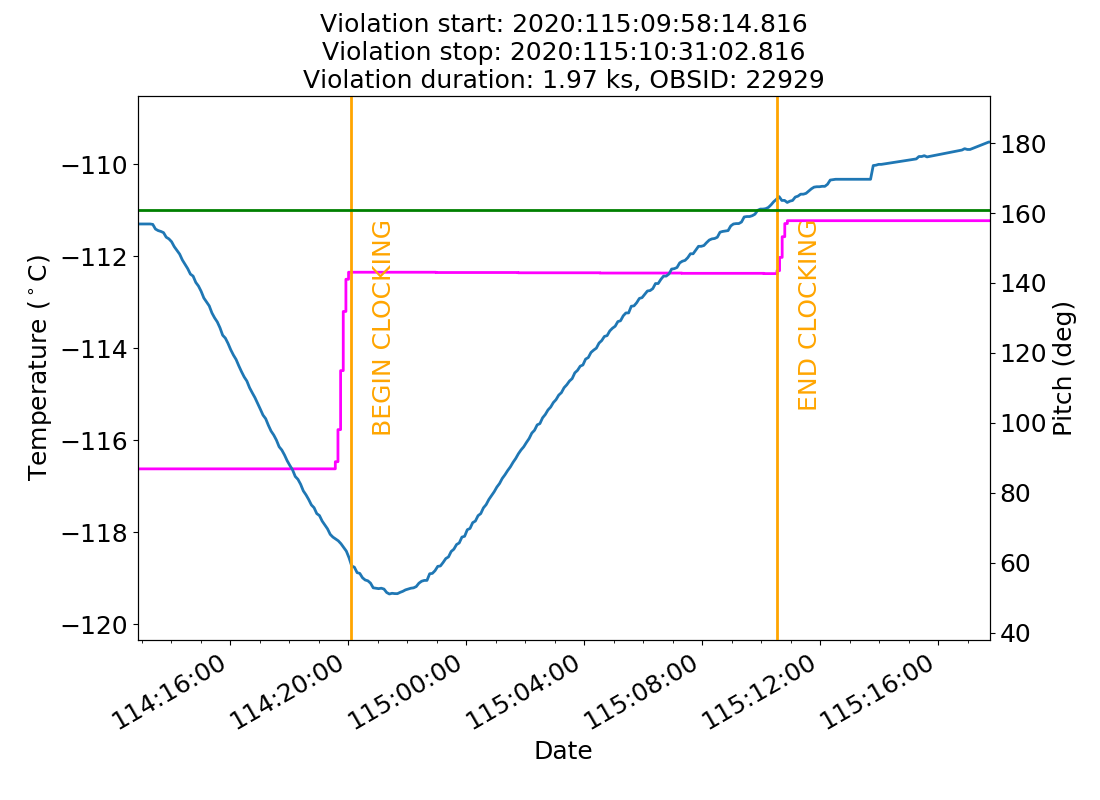 Violation start: 2020:115:09:58:14.816
Violation stop: 2020:115:10:31:02.816
Violation duration: 1.97 ks, OBSID: 22929
Temperature (°C)
−110
−112
−114
−116
−118
−120
BEGIN CLOCKING
END CLOCKING
180
160
140
120
100
80
60
40
Pitch (deg)
114:16:00
114:20:00
115:00:00
115:04:00
115:08:00
115:12:00
115:16:00
Date